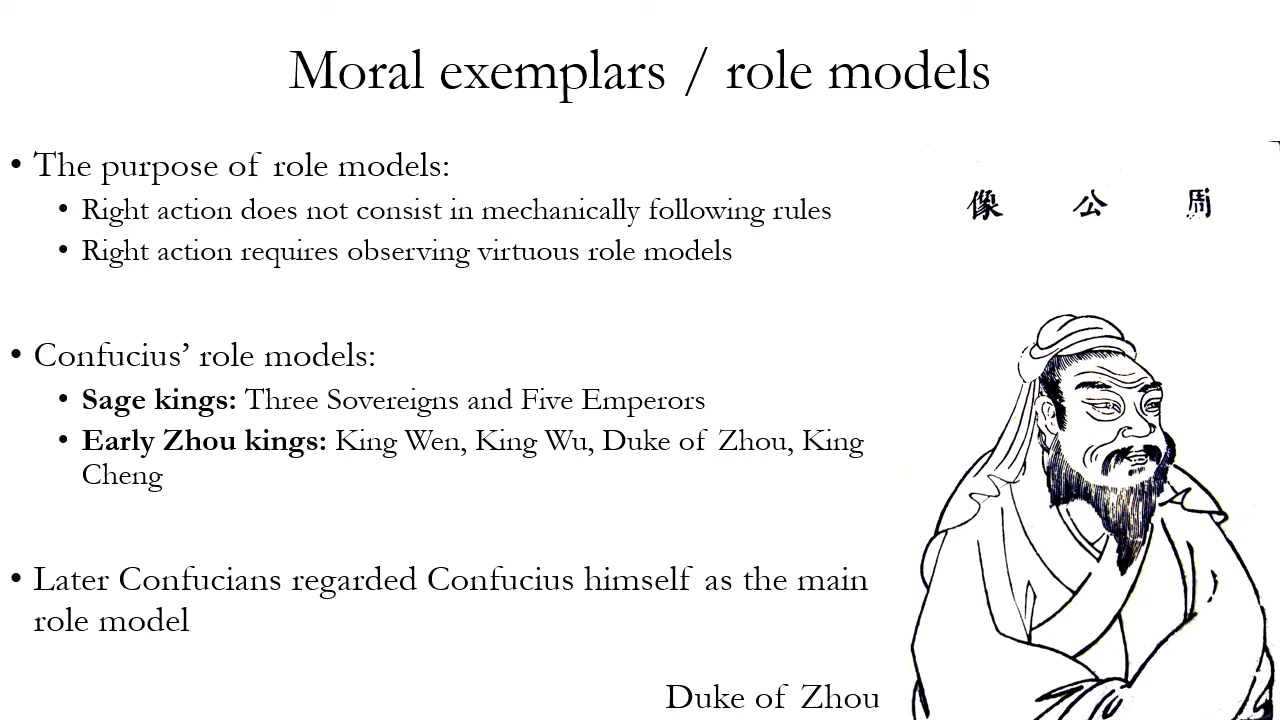 Moral exemplars / role models
• The purpose of role models:
• Right action does not consist in mechanically following rules
• Right action requires observing virtuous role models
• Confucius’ role models:
• Sage kings: Three Sovereigns and Five Emperors
• Early Zhou kings: King Wen, King Wu, Duke of Zhou, King
Cheng
• Later Confucians regarded Confucius himself as the main
role model
周公像
Duke of Zhou